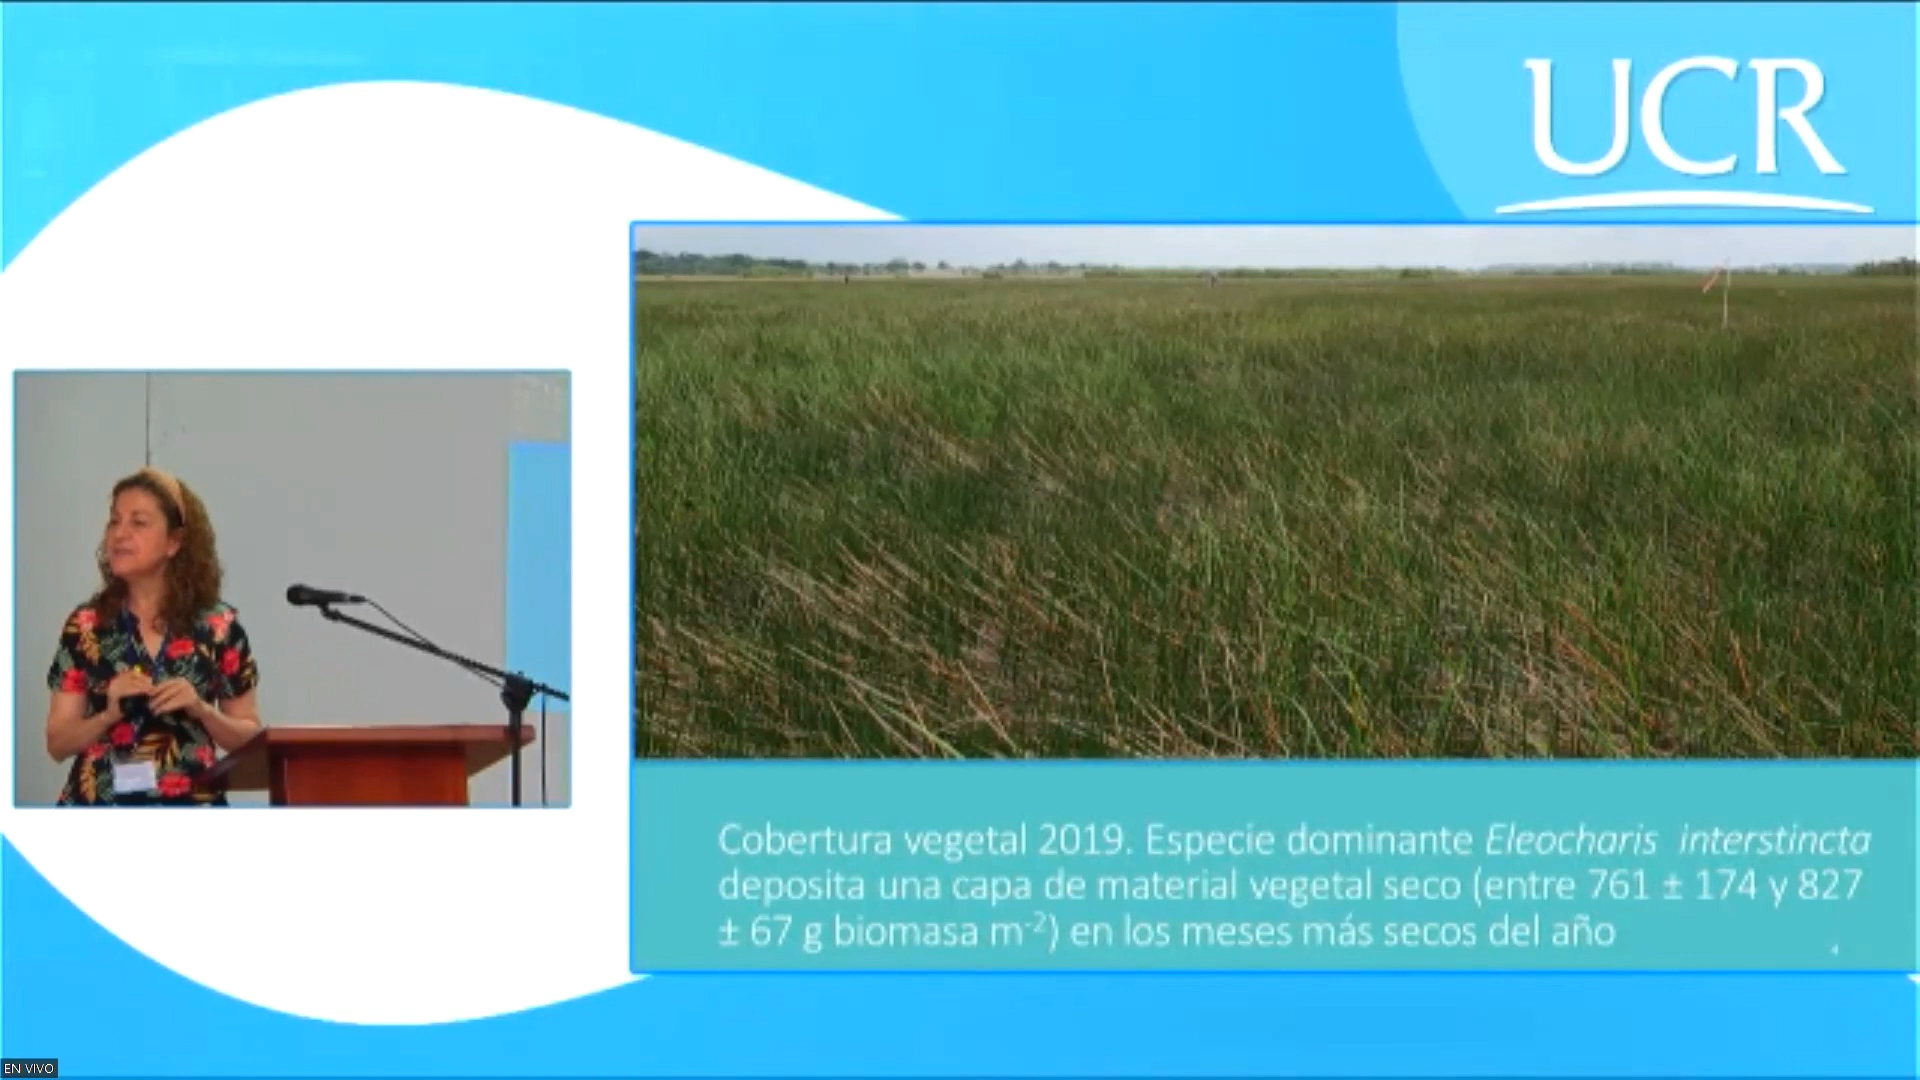 UCR
Cobertura vegetal 2019. Especie dominante Eleocharis interstincta
deposita una capa de material vegetal seco (entre 761 ± 174 y 827
± 67 g biomasa m⁻²) en los meses más secos del año
4
EN VIVO